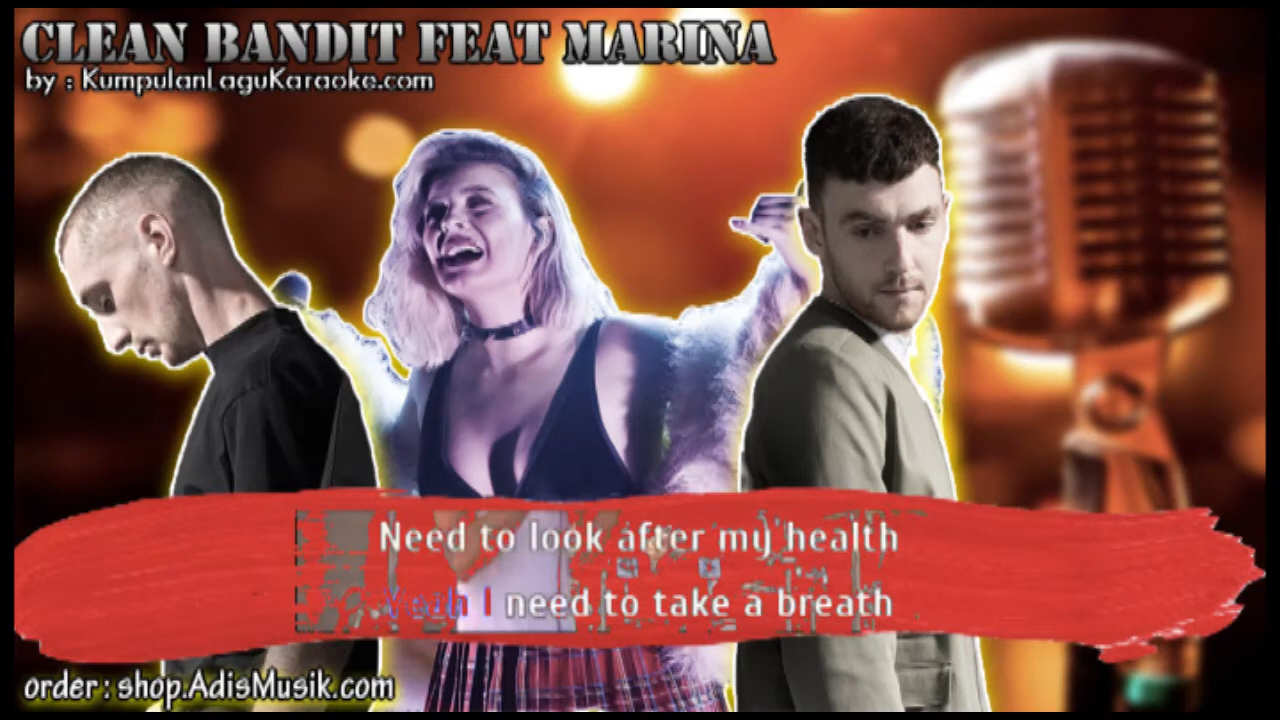 CLEAN BANDIT FEAT MARINA
by : KumpulanLaguKaraoke.com
Need to look after my health
Yeah I need to take a breath
order : shop.AdisMusik.com